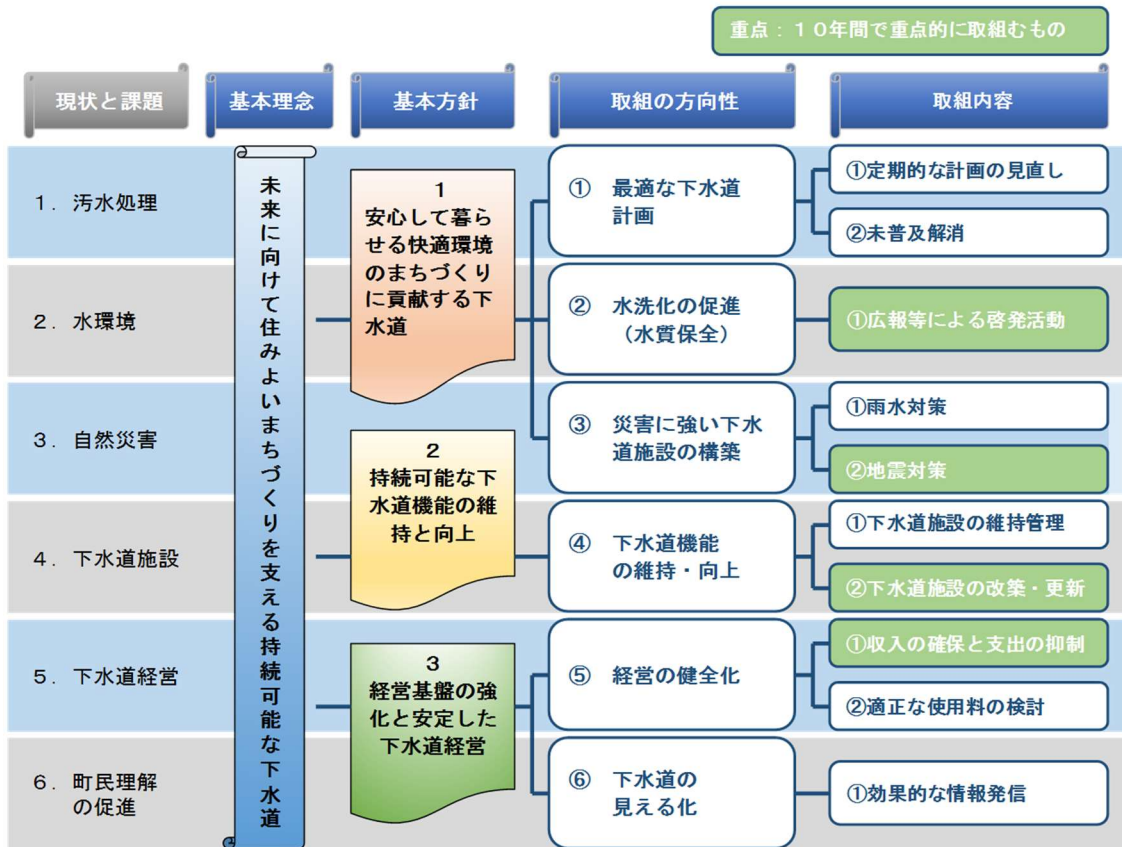 重点：１０年間で重点的に取組むもの
現状と課題
基本理念
基本方針
取組の方向性
取組内容
未来に向けて住みよいまちづくりを支える持続可能な下水道
1．汚水処理
2．水環境
3．自然災害
4．下水道施設
5．下水道経営
6．町民理解
の促進
1
安心して暮ら
せる快適環境
のまちづくり
に貢献する下
水道
2
持続可能な下
水道機能の維
持と向上
3
経営基盤の強
化と安定した
下水道経営
① 最適な下水道
計画
② 水洗化の促進
（水質保全）
③ 災害に強い下水
道施設の構築
④ 下水道機能
の維持・向上
⑤ 経営の健全化
⑥ 下水道の
見える化
①定期的な計画の見直し
②未普及解消
①広報等による啓発活動
①雨水対策
②地震対策
①下水道施設の維持管理
②下水道施設の改築・更新
①収入の確保と支出の抑制
②適正な使用料の検討
①効果的な情報発信